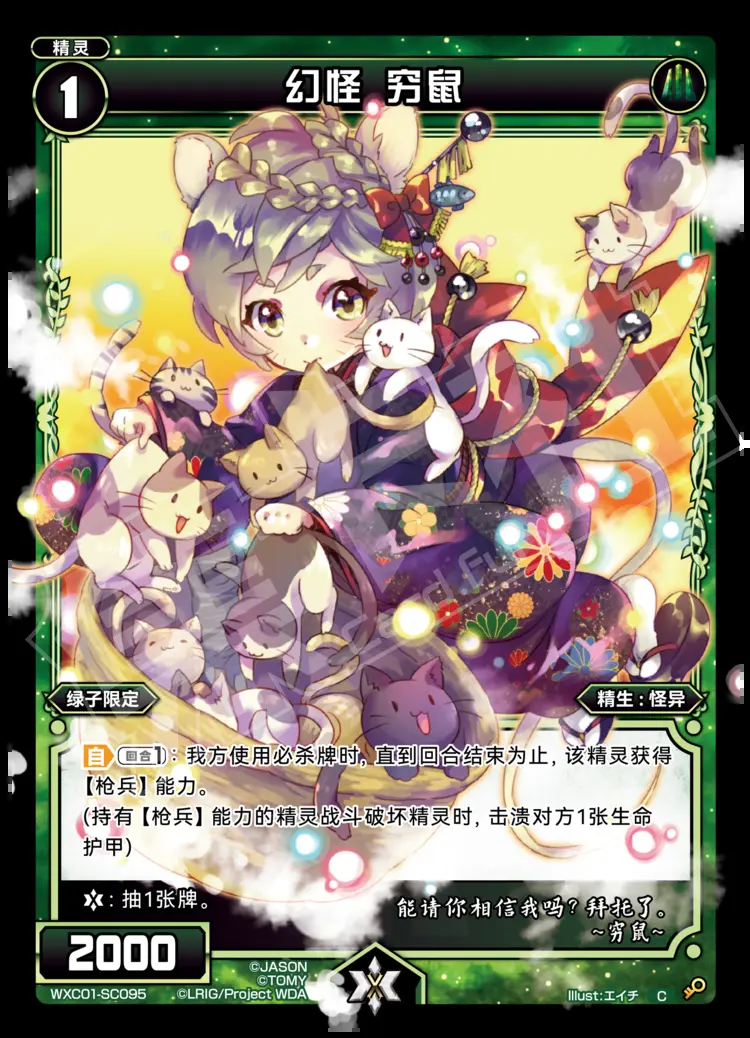 精灵
1
幻怪 穷鼠
绿子限定
精生:怪异
自 回合1:我方使用必杀牌时,直到回合结束为止,该精灵获得
【枪兵】能力。
(持有【枪兵】能力的精灵战斗破坏精灵时,击溃对方1张生命
护甲)
:抽1张牌。
能请你相信我吗?拜托了。
~穷鼠~
2000
©JASON
©TOMY
WXC01-SC095
©LRIG/Project WDA
Illust:エイチ
C